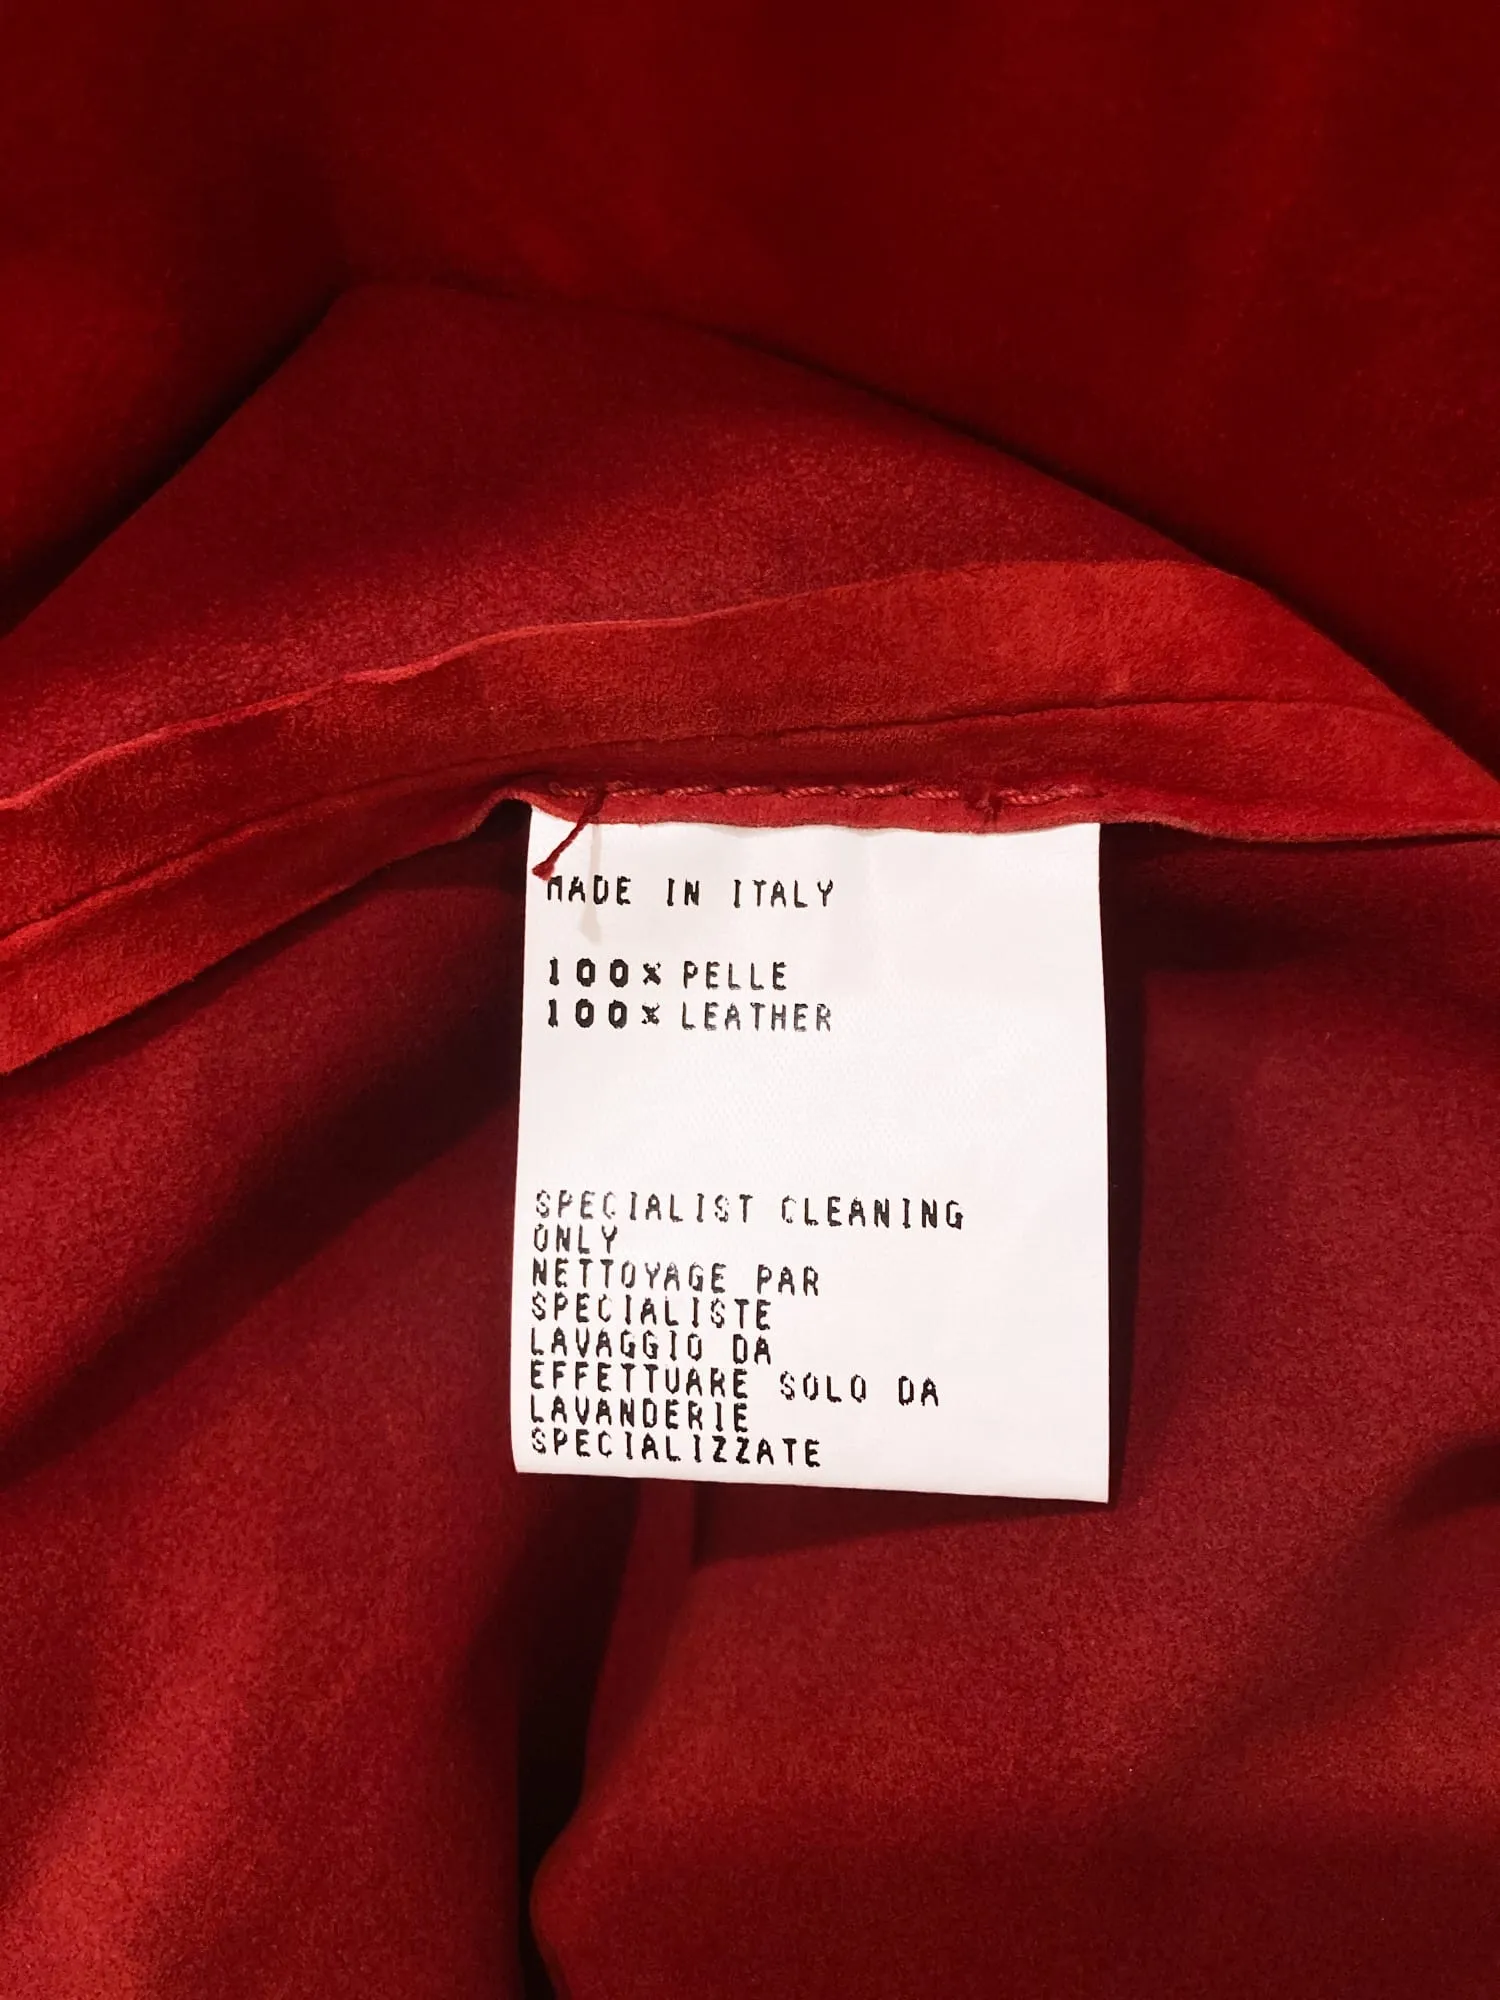 MADE IN ITALY
100% PELLE
100% LEATHER
SPECIALIST CLEANING
ONLY
NETTOYAGE PAR
SPECIALISTE
LAVAGGIO DA
EFFETTUARE SOLO DA
LAVANDERIE
SPECIALIZZATE